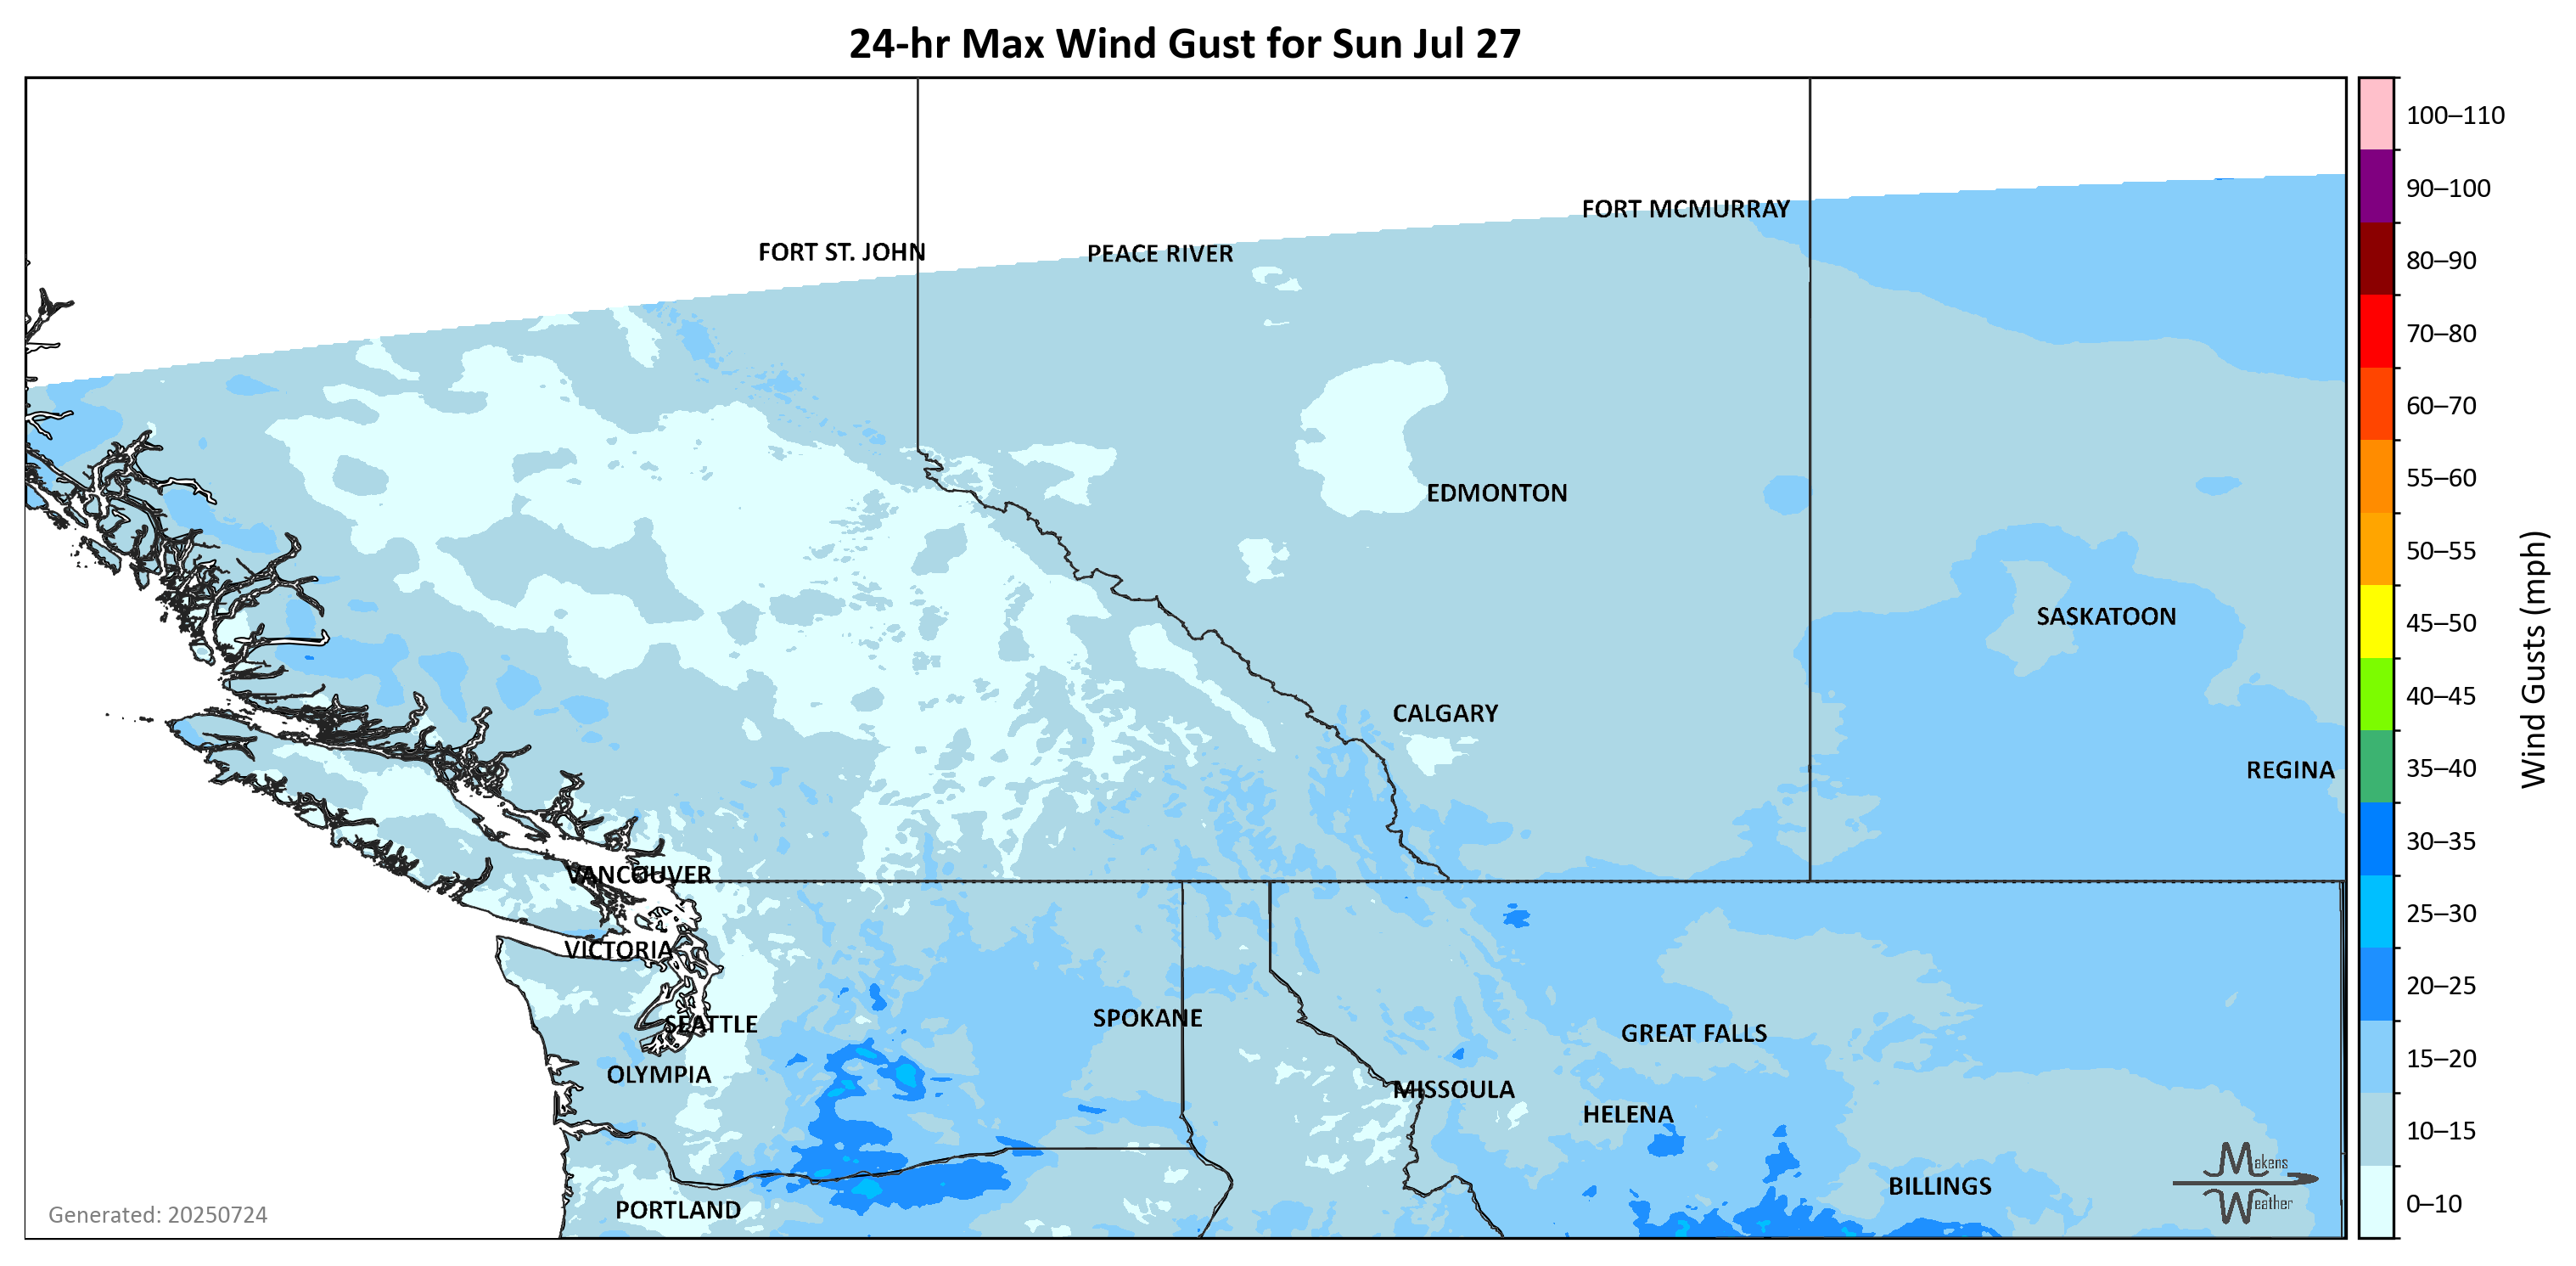 24-hr Max Wind Gust for Sun Jul 27
100–110
FORT MCMURRAY
90–100
FORT ST. JOHN
PEACE RIVER
80–90
70–80
60–70
EDMONTON
55–60
50–55
SASKATOON
45–50
Wind Gusts (mph)
CALGARY
40–45
REGINA
35–40
30–35
VANCOUVER
25–30
VICTORIA
20–25
SEATTLE
SPOKANE
GREAT FALLS
15–20
OLYMPIA
MISSOULA
HELENA
10–15
Makens
Weather
BILLINGS
PORTLAND
0–10
Generated: 20250724